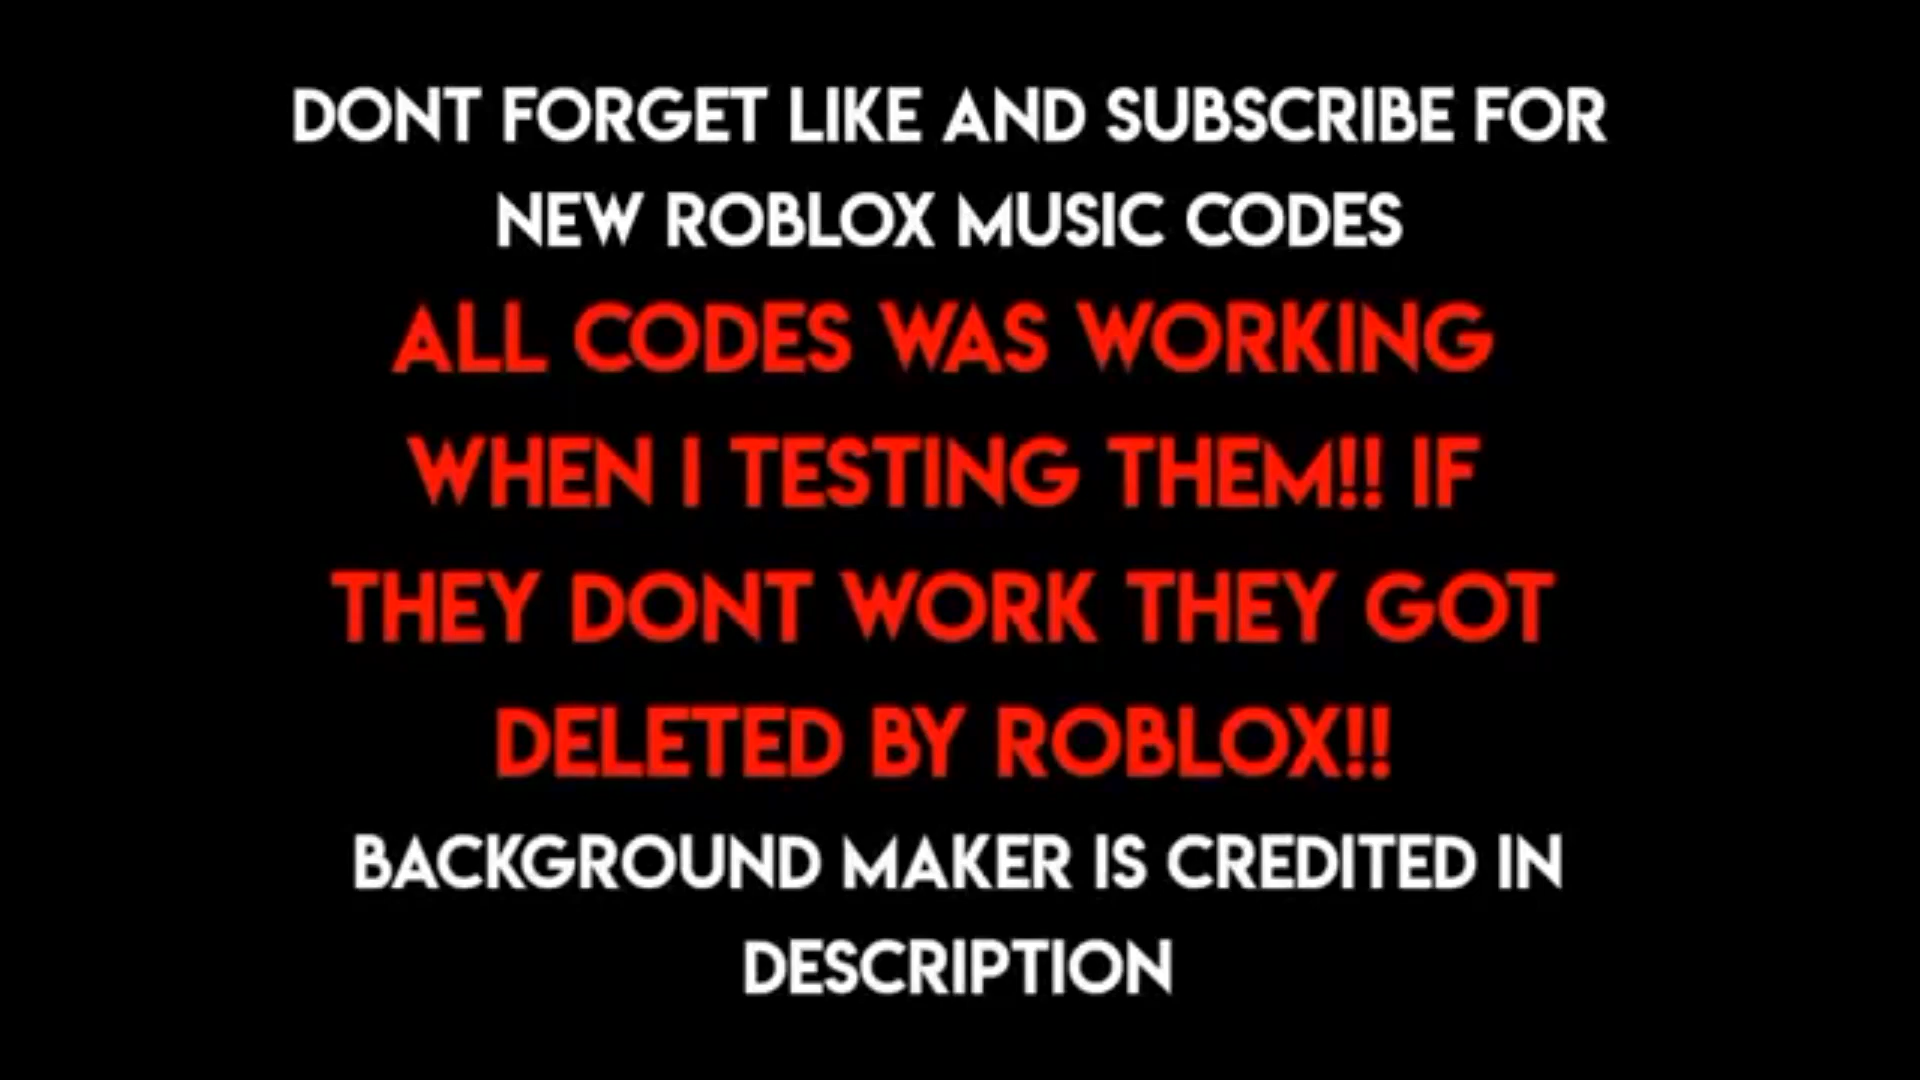 DONT FORGET LIKE AND SUBSCRIBE FOR
NEW ROBLOX MUSIC CODES
ALL CODES WAS WORKING
WHEN I TESTING THEM!! IF
THEY DONT WORK THEY GOT
DELETED BY ROBLOX!!
BACKGROUND MAKER IS CREDITED IN
DESCRIPTION